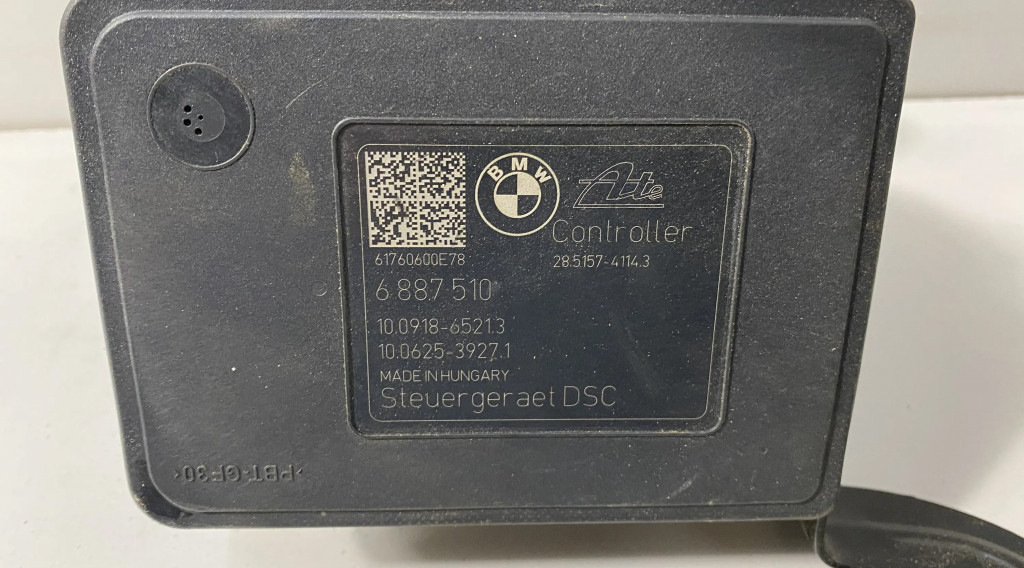 BMW Ate
Controller
61760600E78 28.5157-4114.3
6 887 510
10.0918-6521.3
10.0625-3927.1
MADE IN HUNGARY
Steuergeraet DSC
>PBT-GF30<